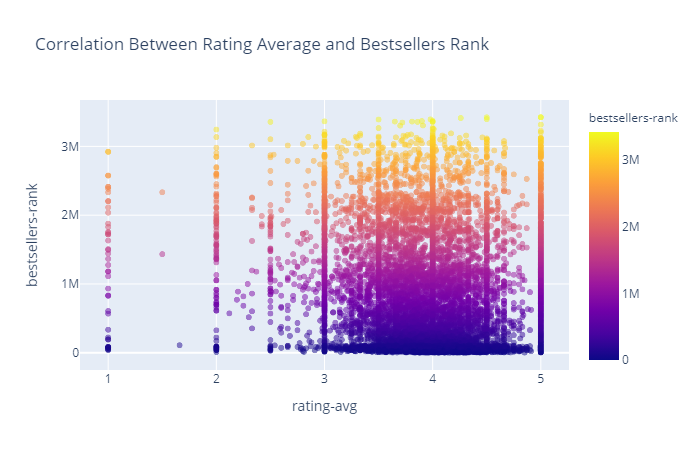 Correlation Between Rating Average and Bestsellers Rank
bestsellers-rank
3M
2M
1M
0
1
2
3
4
5
rating-avg
bestsellers-rank
3M
2M
1M
0